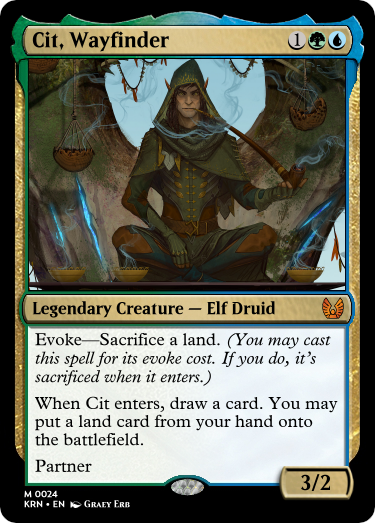 Cit, Wayfinder 1
Legendary Creature — Elf Druid
Evoke—Sacrifice a land. (You may cast
this spell for its evoke cost. If you do, it's
sacrificed when it enters.)
When Cit enters, draw a card. You may
put a land card from your hand onto
the battlefield.
Partner
3/2
M 0024
KRN • EN Graey Erb